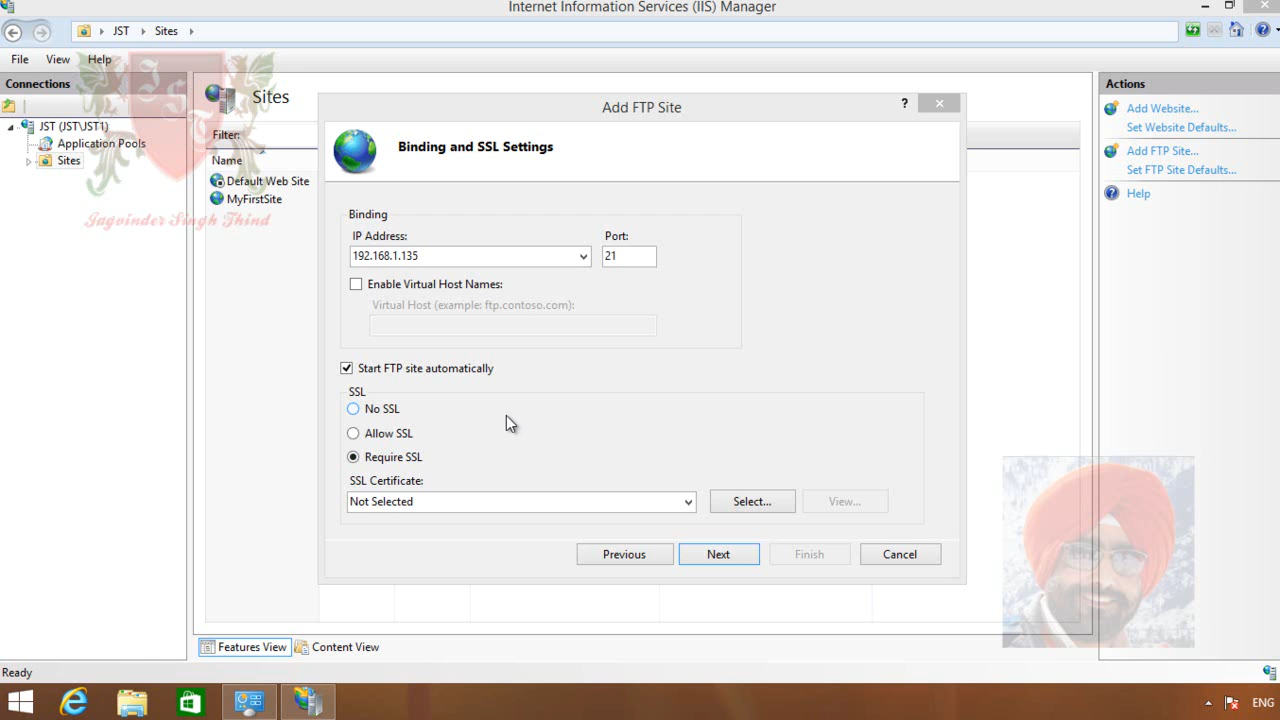 Internet Information Services (IIS) Manager
JST
Sites
File View Help
Connections
JST (JST\JST1)
Application Pools
Sites
Jagvinder Singh Thind
Sites
Filter:
Name
Default Web Site
MyFirstSite
Add FTP Site
?
Binding and SSL Settings
Binding
IP Address:
Port:
192.168.1.135
21
Enable Virtual Host Names:
Virtual Host (example: ftp.contoso.com):
Start FTP site automatically
SSL
No SSL
Allow SSL
Require SSL
SSL Certificate:
Not Selected
Select...
View...
Previous
Next
Finish
Cancel
Actions
Add Website...
Set Website Defaults...
Add FTP Site...
Set FTP Site Defaults...
Help
Features View
Content View
Ready
ENG